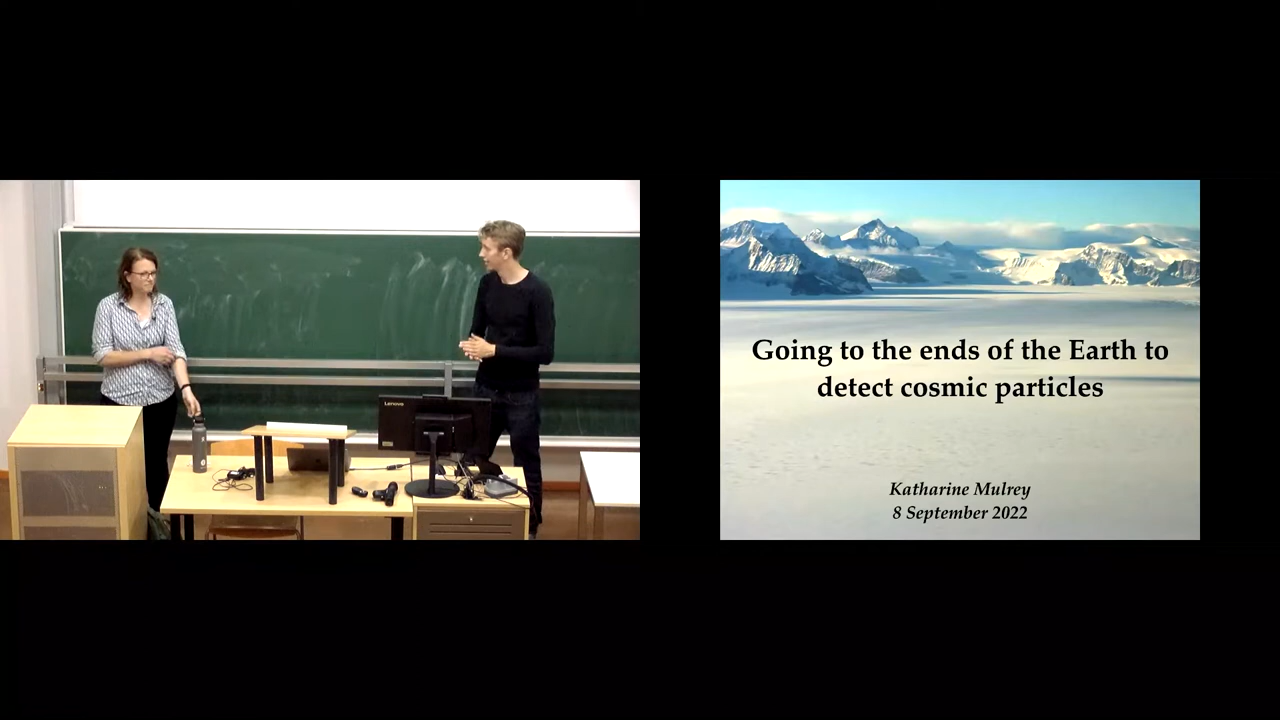 Lenovo
Going to the ends of the Earth to
detect cosmic particles
Katharine Mulrey
8 September 2022